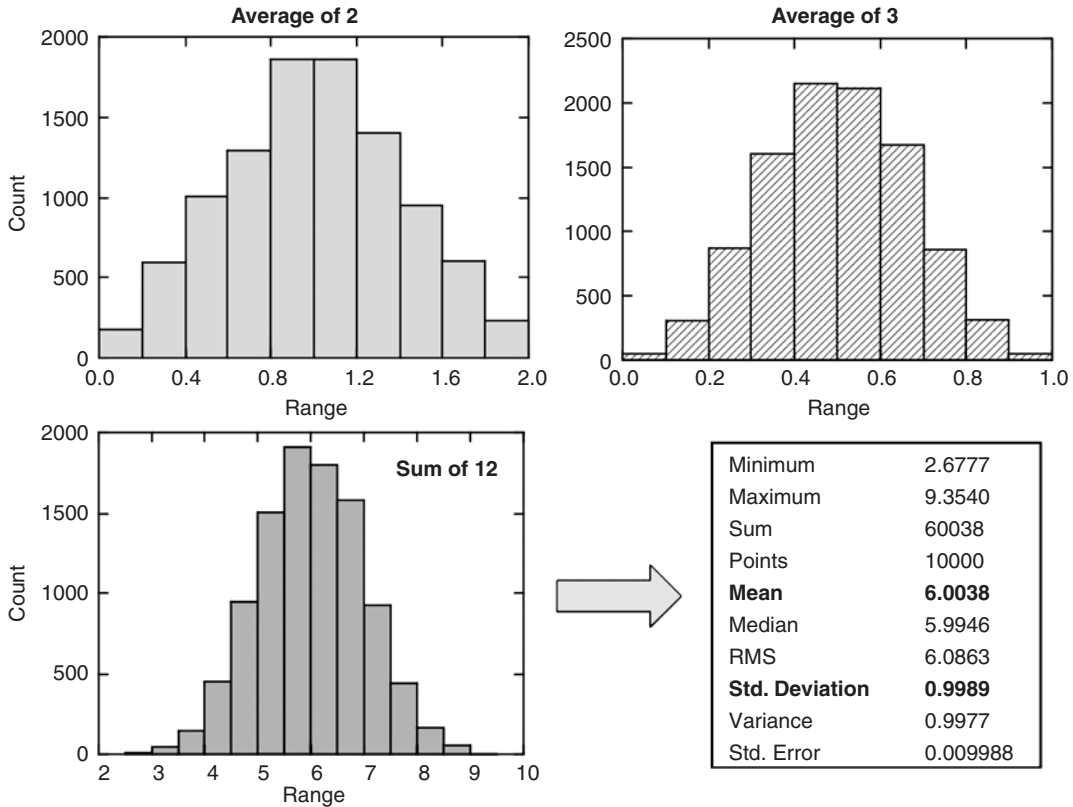 Average of 2
2000
1500
1000
500
0
Count
0.0 0.4 0.8 1.2 1.6 2.0
Range
Average of 3
2500
2000
1500
1000
500
0
0.0 0.2 0.4 0.6 0.8 1.0
Range
Sum of 12
2000
1500
1000
500
0
Count
2 3 4 5 6 7 8 9 10
Range
Minimum 2.6777
Maximum 9.3540
Sum 60038
Points 10000
Mean 6.0038
Median 5.9946
RMS 6.0863
Std. Deviation 0.9989
Variance 0.9977
Std. Error 0.009988